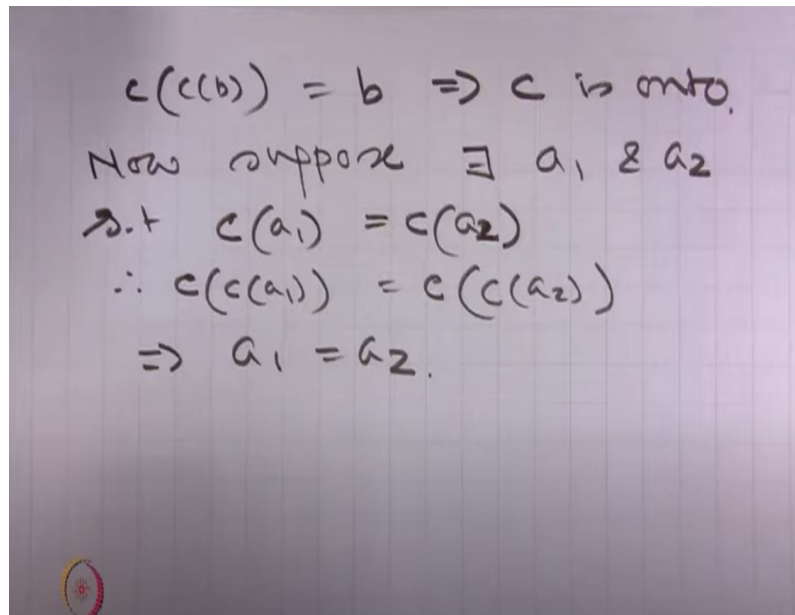 c(c(b)) = b => c is onto.
Now suppose ∃ a₁ & a₂
s.t c(a₁) = c(a₂)
∴ c(c(a₁)) = c(c(a₂))
=> a₁ = a₂.